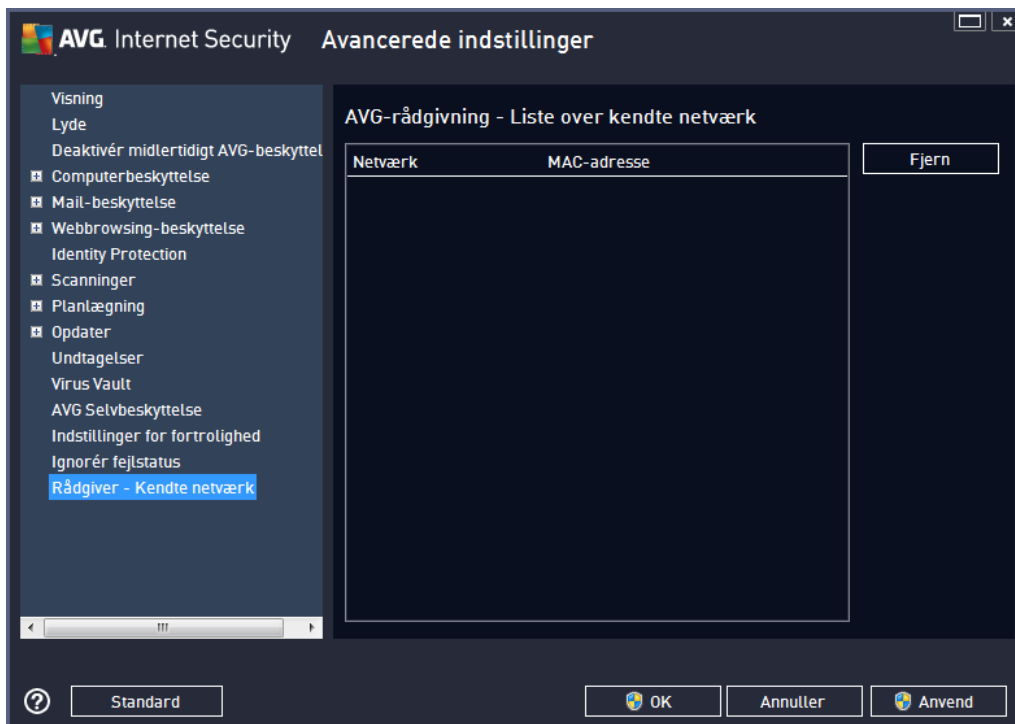 AVG. Internet Security Avancerede indstillinger
Visning
Lyde
Deaktivér midlertidigt AVG-beskyttel
Computerbeskyttelse
Mail-beskyttelse
Webbrowsing-beskyttelse
Identity Protection
Scanninger
Planlægning
Opdater
Undtagelser
Virus Vault
AVG Selvbeskyttelse
Indstillinger for fortrolighed
Ignorér fejlstatus
Rådgiver - Kendte netværk
AVG-rådgivning - Liste over kendte netværk
Netværk MAC-adresse
Fjern
Standard
OK
Annuller
Anvend